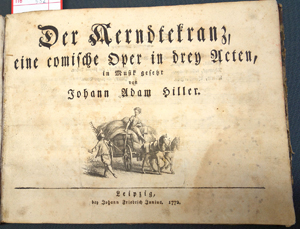 Der Aerndtekranz,
eine comische Oper in drey Acten,
in Musik gesetzt
von
Johann Adam Hiller.
Leipzig,
bey Johann Friedrich Junius. 1772.